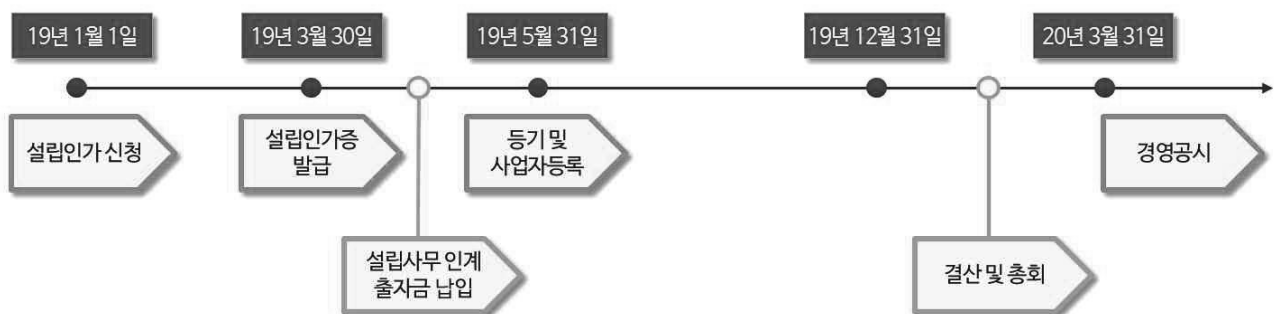 19년 1월 1일
19년 3월 30일
19년 5월 31일
19년 12월 31일
20년 3월 31일
설립인가 신청
설립인가증
발급
등기 및
사업자등록
경영공시
설립사무 인계
출자금 납입
결산 및 총회